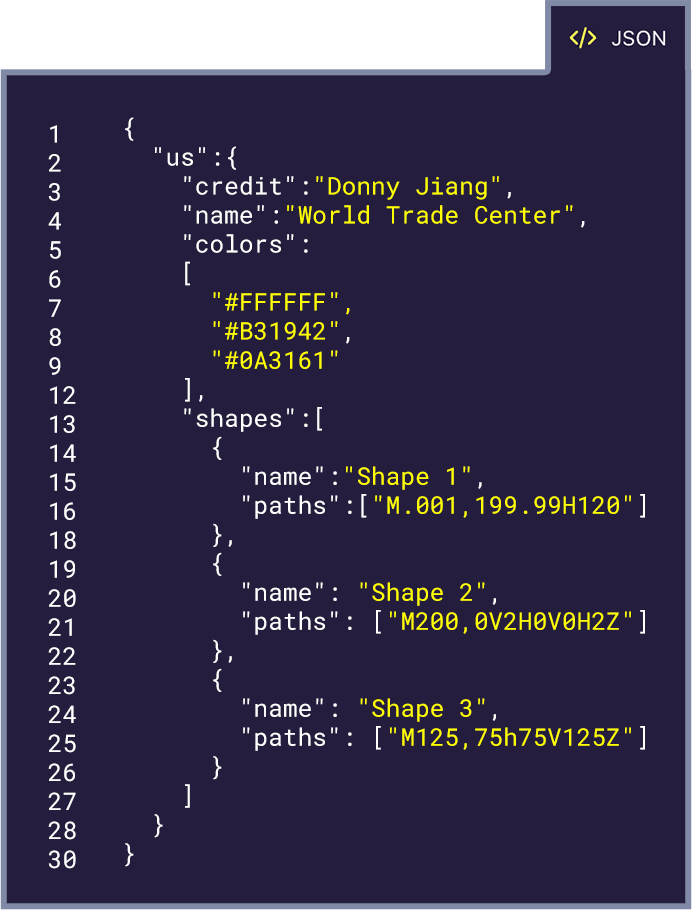 </> JSON
1 {
2 "us":{
3 "credit":"Donny Jiang",
4 "name":"World Trade Center",
5 "colors":
6 [
7 "#FFFFFF",
8 "#B31942",
9 "#0A3161"
12 ],
13 "shapes":[
14 {
15 "name":"Shape 1",
16 "paths":["M.001,199.99H120"]
18 },
19 {
20 "name": "Shape 2",
21 "paths": ["M200,0V2H0V0H2Z"]
22 },
23 {
24 "name": "Shape 3",
25 "paths": ["M125,75h75V125Z"]
26 }
27 ]
28 }
30 }